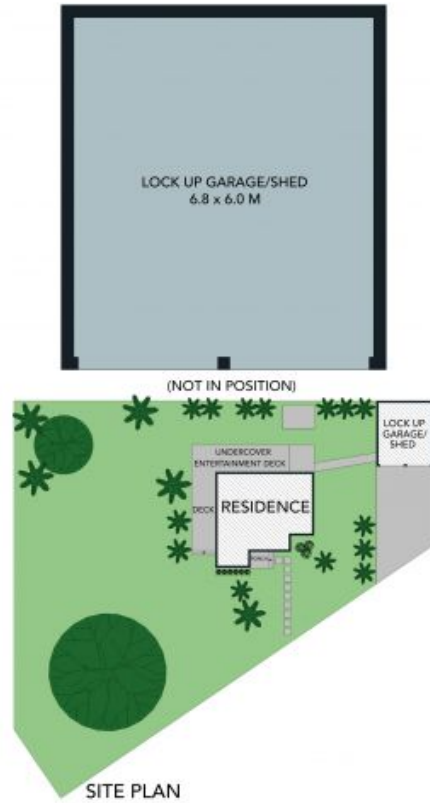 LOCK UP GARAGE/SHED
6.8 x 6.0 M
(NOT IN POSITION)
LOCK UP
GARAGE/
SHED
UNDERCOVER
ENTERTAINMENT DECK
DECK
RESIDENCE
PORCH
SITE PLAN